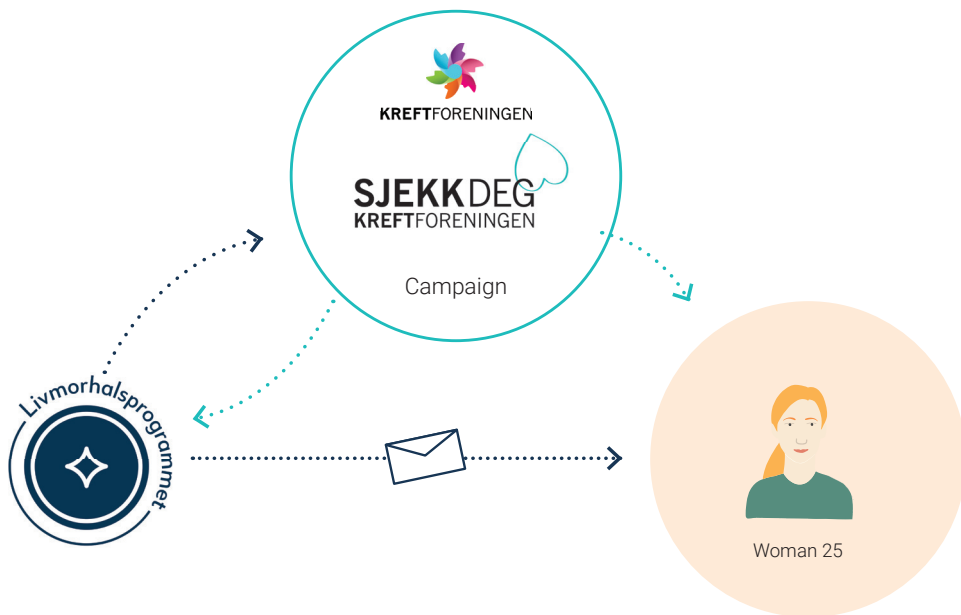 KREFTFORENINGEN
SJEKKDEG
KREFTFORENINGEN
Campaign
Livmorhalsprogrammet
Woman 25